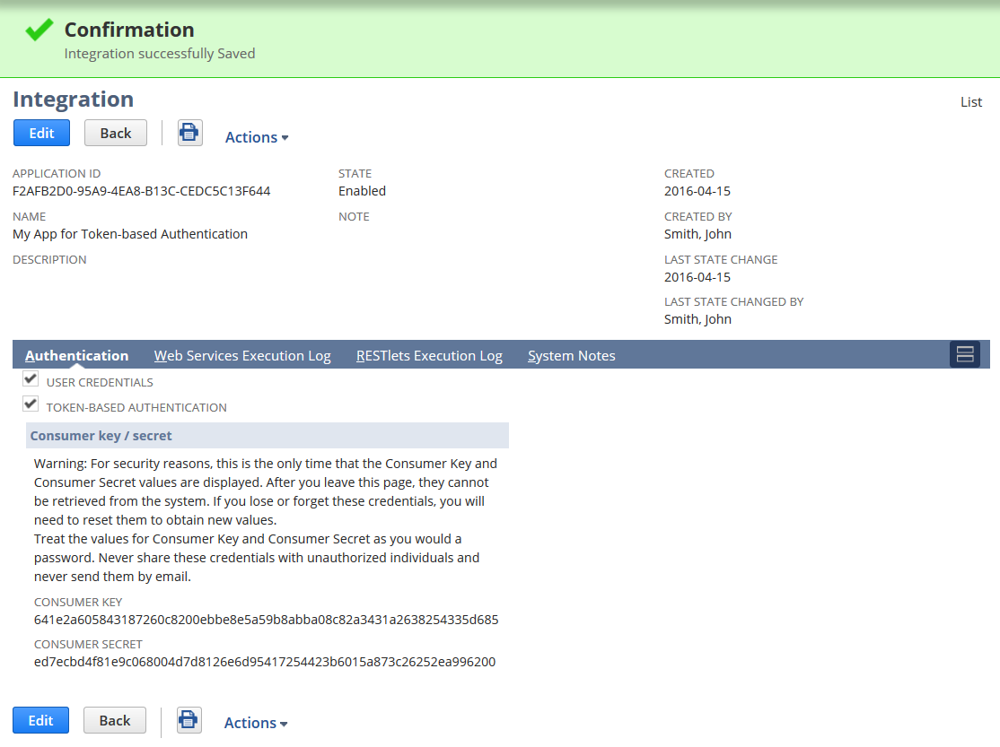 Confirmation
Integration successfully Saved
Integration
List
Edit
Back
Actions
APPLICATION ID
F2AFB2D0-95A9-4EA8-B13C-CEDC5C13F644
STATE
Enabled
CREATED
2016-04-15
NAME
My App for Token-based Authentication
NOTE
CREATED BY
Smith, John
DESCRIPTION
LAST STATE CHANGE
2016-04-15
LAST STATE CHANGED BY
Smith, John
Authentication Web Services Execution Log RESTlets Execution Log System Notes
USER CREDENTIALS
TOKEN-BASED AUTHENTICATION
Consumer key / secret
Warning: For security reasons, this is the only time that the Consumer Key and
Consumer Secret values are displayed. After you leave this page, they cannot
be retrieved from the system. If you lose or forget these credentials, you will
need to reset them to obtain new values.
Treat the values for Consumer Key and Consumer Secret as you would a
password. Never share these credentials with unauthorized individuals and
never send them by email.
CONSUMER KEY
641e2a605843187260c8200ebbe8e5a59b8abba08c82a3431a2638254335d685
CONSUMER SECRET
ed7ecbd4f81e9c068004d7d8126e6d95417254423b6015a873c26252ea996200
Edit
Back
Actions